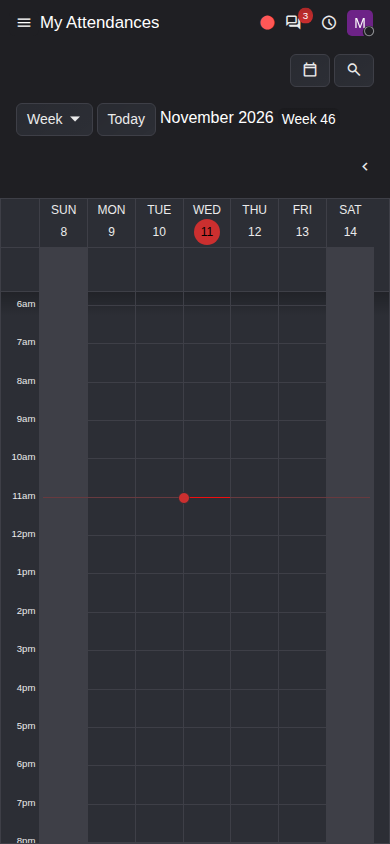 My Attendances
3
M
Week
Today
November 2026
Week 46
SUN MON TUE WED THU FRI SAT
8 9 10 11 12 13 14
6am
7am
8am
9am
10am
11am
12pm
1pm
2pm
3pm
4pm
5pm
6pm
7pm
8pm